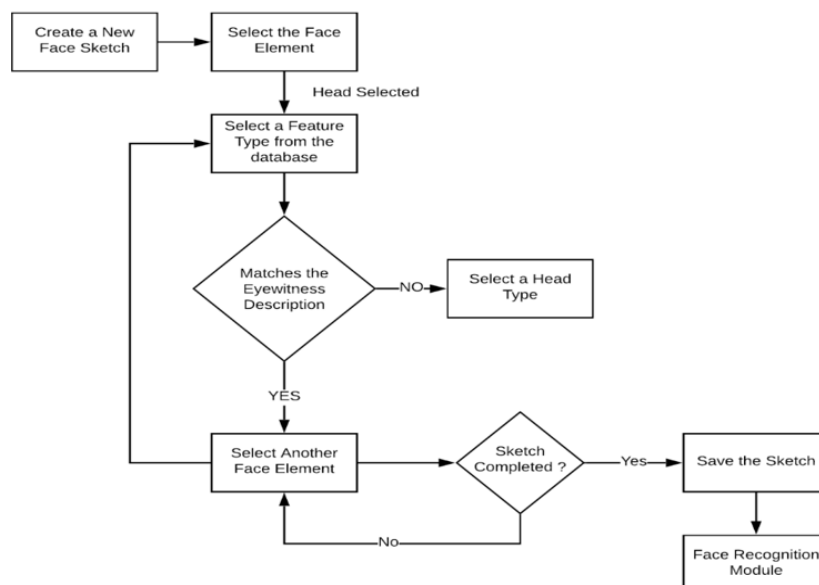 Create a New
Face Sketch
Select the Face
Element
Head Selected
Select a Feature
Type from the
database
Matches the
Eyewitness
Description
NO
Select a Head
Type
YES
Select Another
Face Element
Sketch
Completed ?
Yes
Save the Sketch
No
Face Recognition
Module